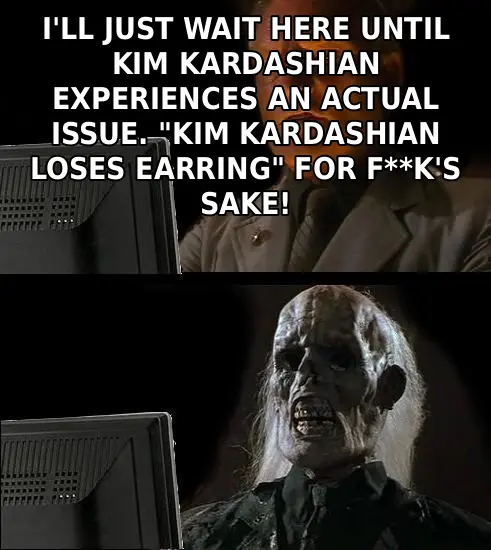 I'LL JUST WAIT HERE UNTIL
KIM KARDASHIAN
EXPERIENCES AN ACTUAL
ISSUE. "KIM KARDASHIAN
LOSES EARRING" FOR F**K'S
SAKE!